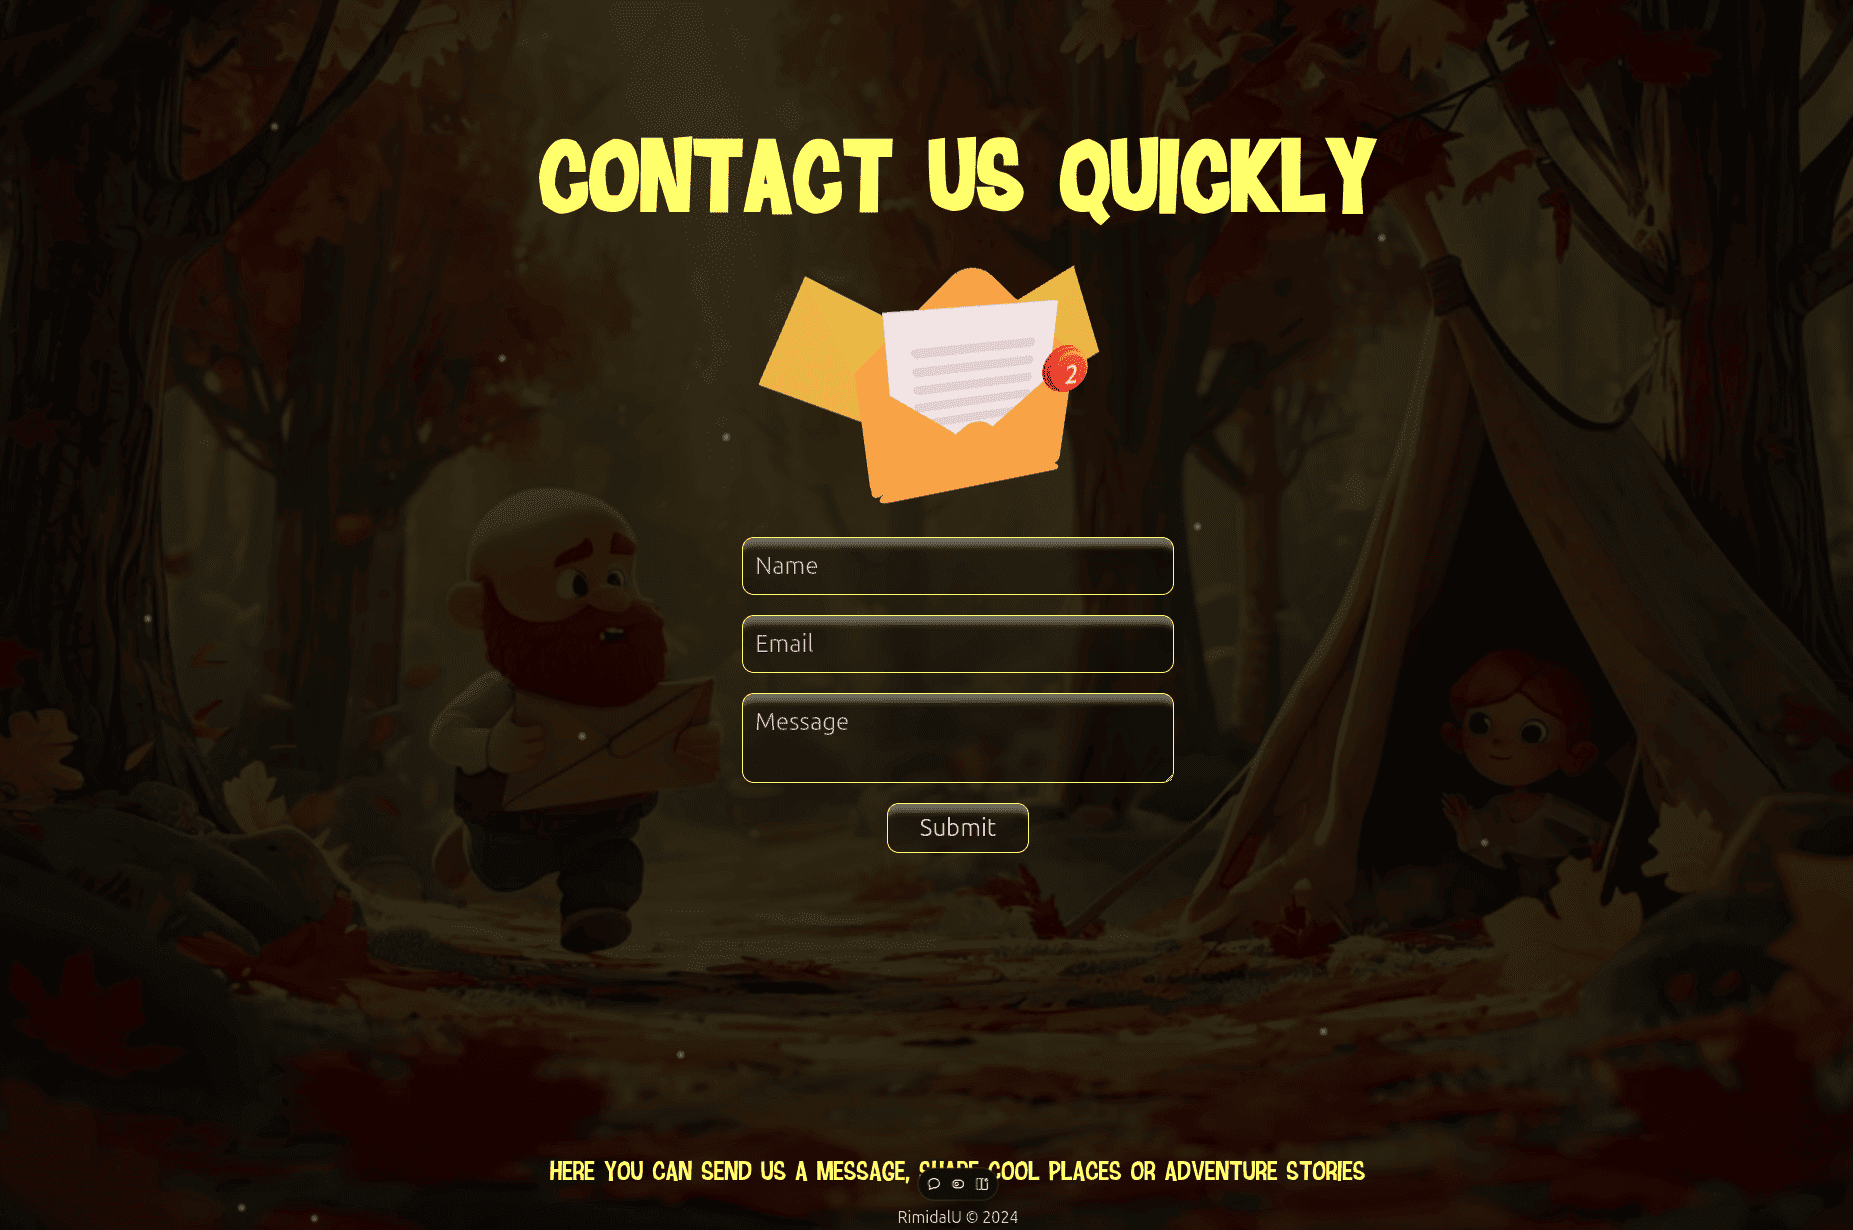 CONTACT US QUICKLY
2
Name
Email
Message
Submit
HERE YOU CAN SEND US A MESSAGE, SHARE COOL PLACES OR ADVENTURE STORIES
RimidalU © 2024